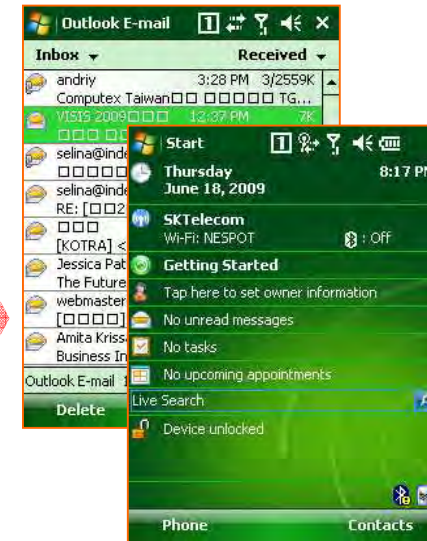 Outlook E-mail
Inbox Received
andriy 3:28 PM 3/2559K
Computex Taiwan□□ □□□□□ TG...
VISIS 2009□□□ 12:37 PM 7K
□□□
selina@inde
□□□□□
selina@inde
RE: [□□2
□□□
[KOTRA] <
Jessica Pat
The Future
webmaster
[□□□□]
Amita Kriss
Business In
Outlook E-mail
Delete
Start
Thursday 8:17 PM
June 18, 2009
SKTelecom
Wi-Fi: NESPOT : Off
Getting Started
Tap here to set owner information
No unread messages
No tasks
No upcoming appointments
Live Search
Device unlocked
Phone Contacts